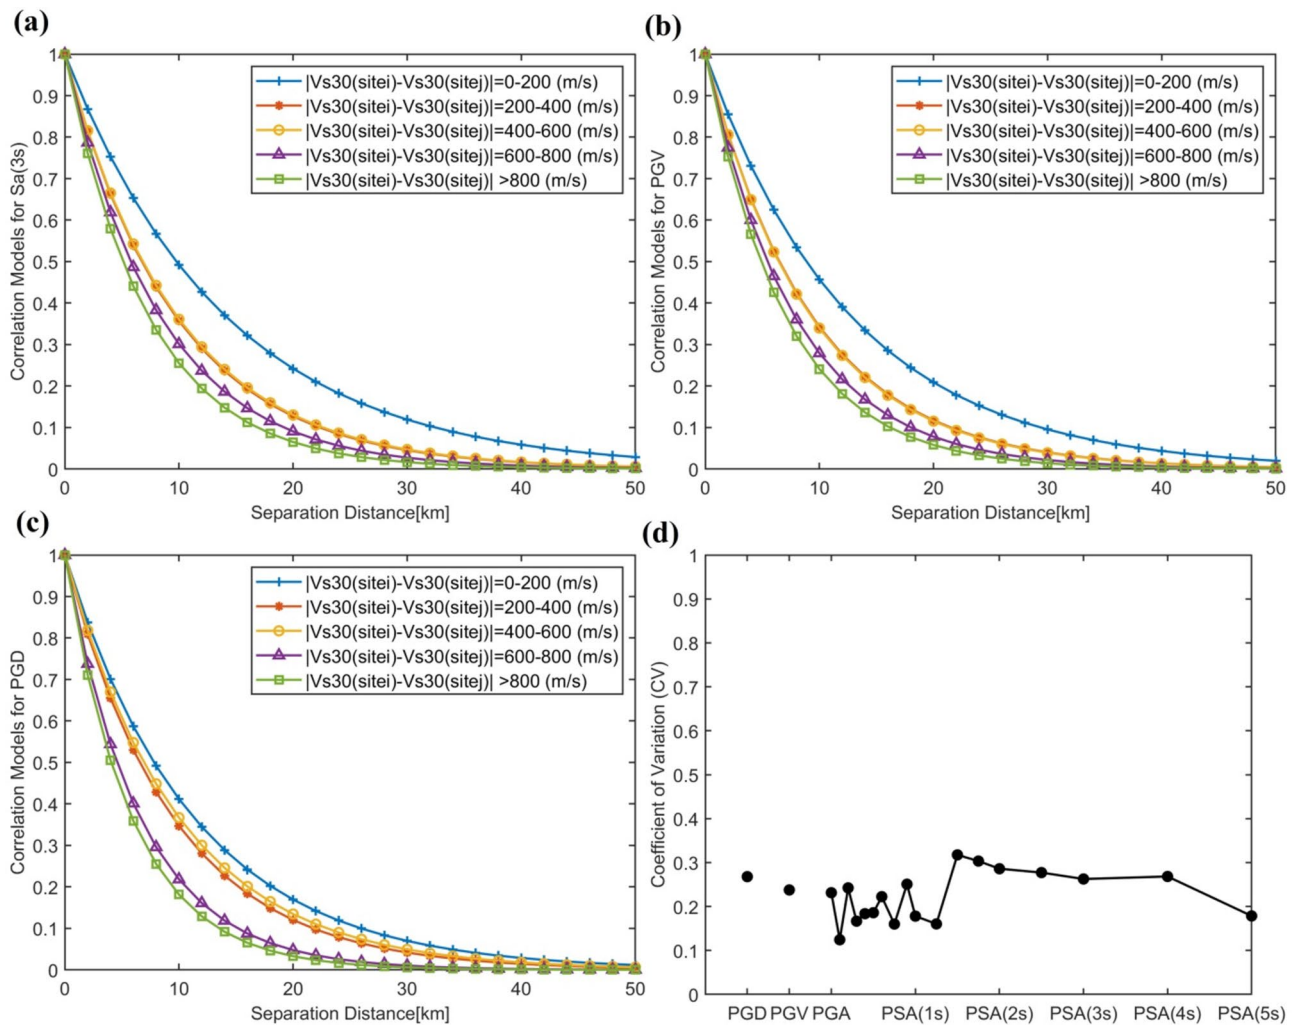 (a)
1
0.9
0.8
0.7
0.6
0.5
0.4
0.3
0.2
0.1
0
Correlation Models for Sa(3s)
|Vs30(sitei)-Vs30(sitej)|=0-200 (m/s)
|Vs30(sitei)-Vs30(sitej)|=200-400 (m/s)
|Vs30(sitei)-Vs30(sitej)|=400-600 (m/s)
|Vs30(sitei)-Vs30(sitej)|=600-800 (m/s)
|Vs30(sitei)-Vs30(sitej)| >800 (m/s)
0 10 20 30 40 50
Separation Distance[km]
(b)
1
0.9
0.8
0.7
0.6
0.5
0.4
0.3
0.2
0.1
0
Correlation Models for PGV
|Vs30(sitei)-Vs30(sitej)|=0-200 (m/s)
|Vs30(sitei)-Vs30(sitej)|=200-400 (m/s)
|Vs30(sitei)-Vs30(sitej)|=400-600 (m/s)
|Vs30(sitei)-Vs30(sitej)|=600-800 (m/s)
|Vs30(sitei)-Vs30(sitej)| >800 (m/s)
0 10 20 30 40 50
Separation Distance[km]
(c)
1
0.9
0.8
0.7
0.6
0.5
0.4
0.3
0.2
0.1
0
Correlation Models for PGD
|Vs30(sitei)-Vs30(sitej)|=0-200 (m/s)
|Vs30(sitei)-Vs30(sitej)|=200-400 (m/s)
|Vs30(sitei)-Vs30(sitej)|=400-600 (m/s)
|Vs30(sitei)-Vs30(sitej)|=600-800 (m/s)
|Vs30(sitei)-Vs30(sitej)| >800 (m/s)
0 10 20 30 40 50
Separation Distance[km]
(d)
1
0.9
0.8
0.7
0.6
0.5
0.4
0.3
0.2
0.1
0
Coefficient of Variation (CV)
PGD PGV PGA PSA(1s) PSA(2s) PSA(3s) PSA(4s) PSA(5s)